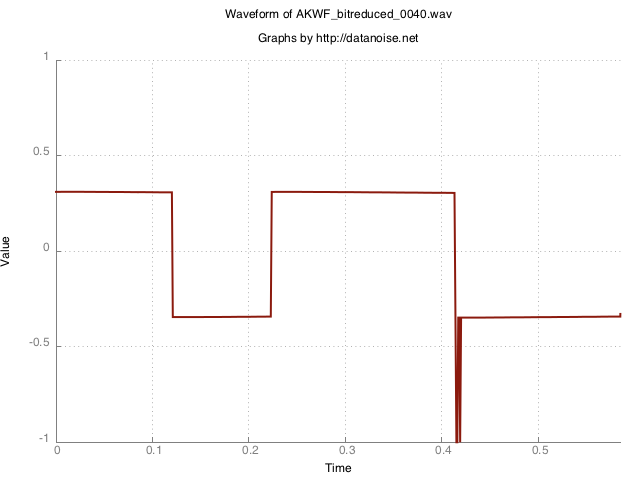 Waveform of AKWF_bitreduced_0040.wav
Graphs by http://datanoise.net
1
0.5
0
-0.5
-1
Value
0 0.1 0.2 0.3 0.4 0.5
Time